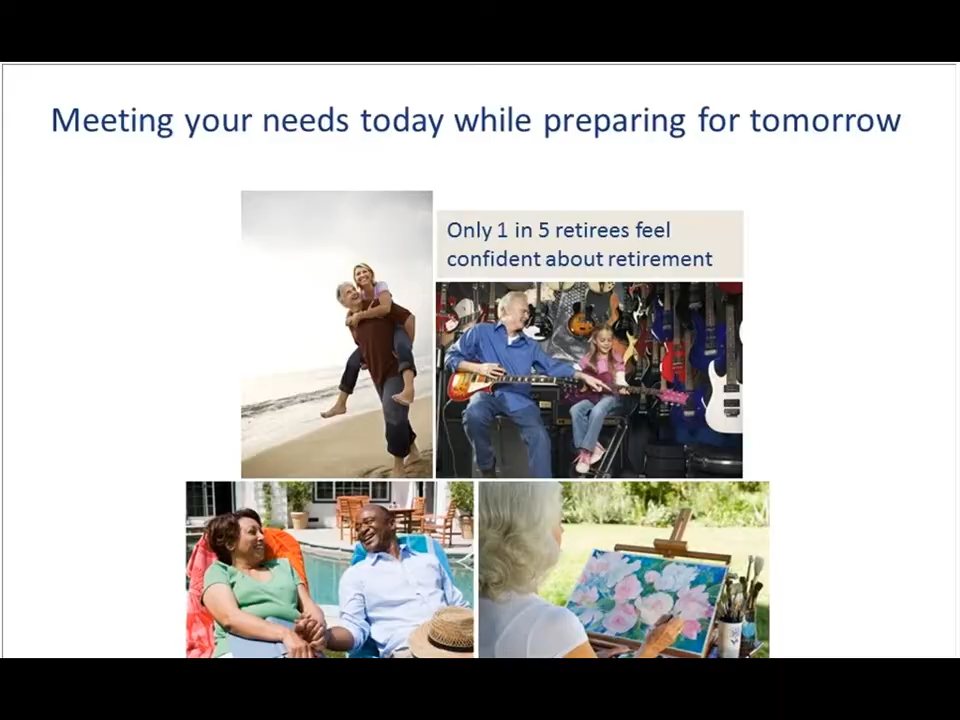 Meeting your needs today while preparing for tomorrow
Only 1 in 5 retirees feel
confident about retirement